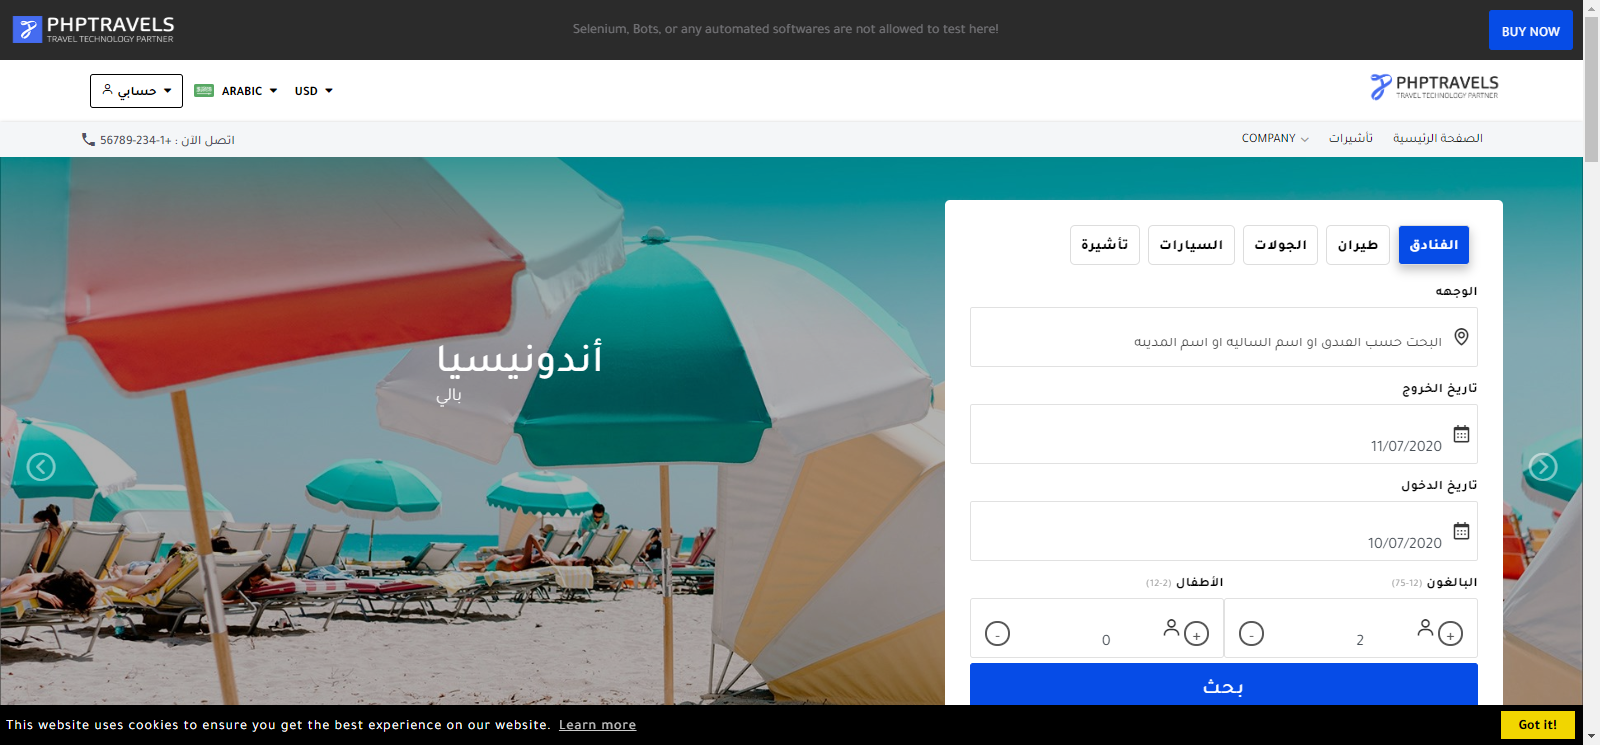 PHPTRAVELS
TRAVEL TECHNOLOGY PARTNER
Selenium, Bots, or any automated softwares are not allowed to test here!
BUY NOW
PHPTRAVELS
TRAVEL TECHNOLOGY PARTNER
USD
ARABIC
حسابي
الصفحة الرئيسية
تأشيرات
COMPANY
اتصل الآن : +1-234-56789
الفنادق
طيران
الجولات
السيارات
تأشيرة
أندونيسيا
بالي
الوجهه
البحث حسب الفندق او اسم الساليه او اسم المدينه
تاريخ الخروج
11/07/2020
تاريخ الدخول
10/07/2020
البالغون (12-75)
الأطفال (2-12)
+ 2 -
+ 0 -
بحث
This website uses cookies to ensure you get the best experience on our website. Learn more
Got it!